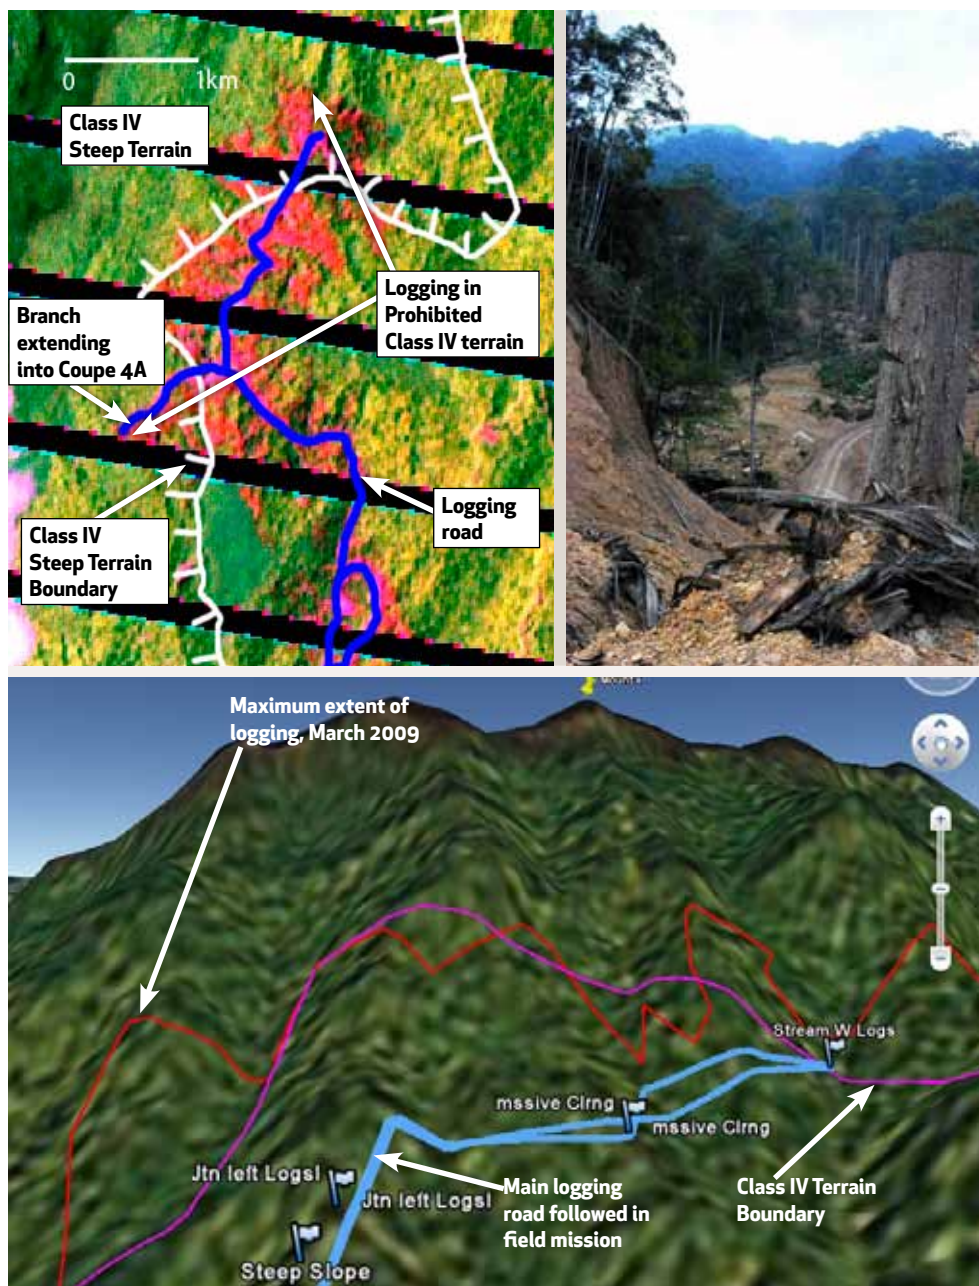 0 1km
Class IV
Steep Terrain
Branch
extending
into Coupe 4A
Logging in
Prohibited
Class IV terrain
Logging
road
Class IV
Steep Terrain
Boundary
Maximum extent of
logging, March 2009
Stream W Logs
mssive Clrng
mssive Clrng
Jtn left Logsl
Jtn left Logsl
Steep Slope
Main logging
road followed in
field mission
Class IV Terrain
Boundary